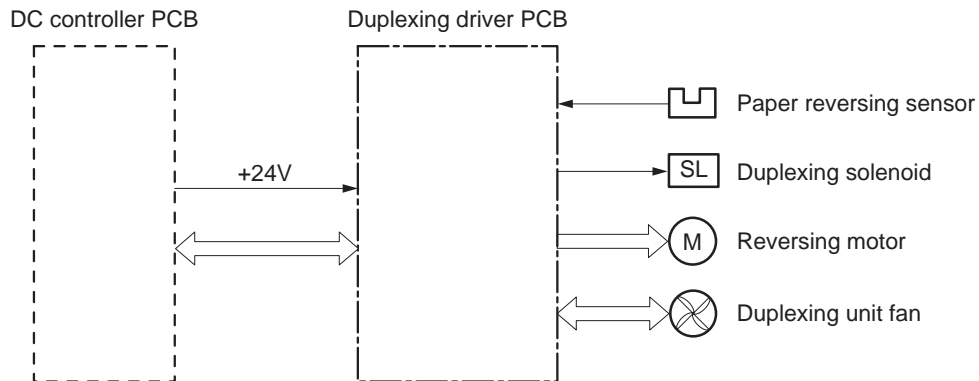 DC controller PCB
Duplexing driver PCB
Paper reversing sensor
+24V
SL
Duplexing solenoid
M
Reversing motor
Duplexing unit fan